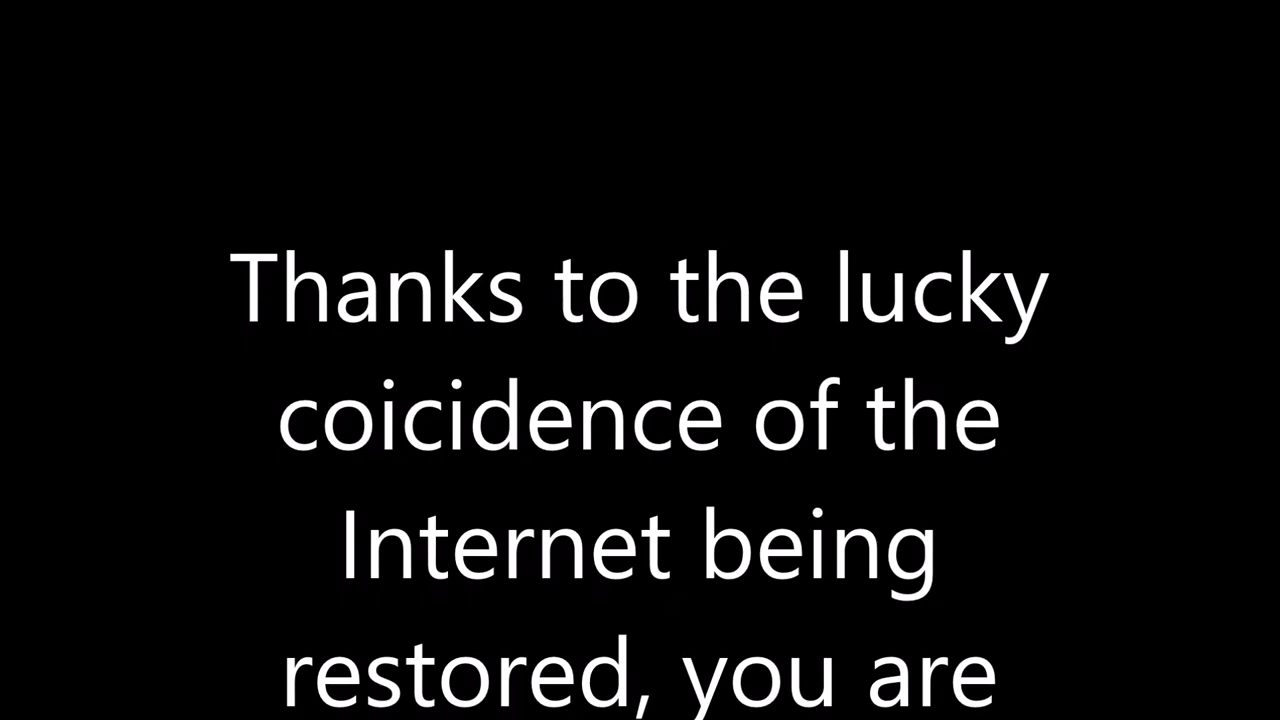 Thanks to the lucky
coicidence of the
Internet being
restored, you are